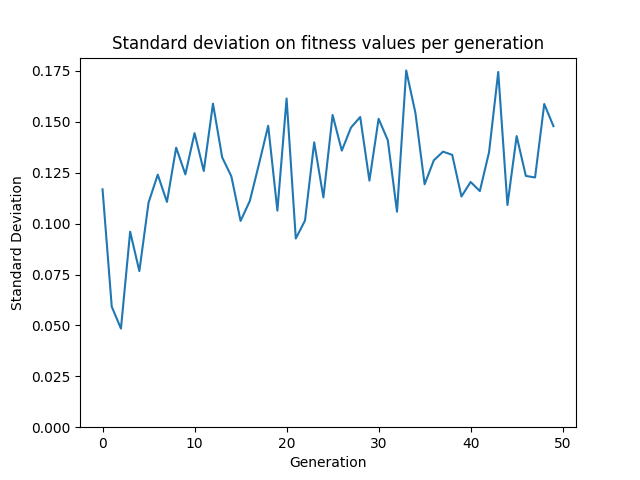 Standard deviation on fitness values per generation
0.175
0.150
0.125
0.100
0.075
0.050
0.025
0.000
Standard Deviation
0 10 20 30 40 50
Generation